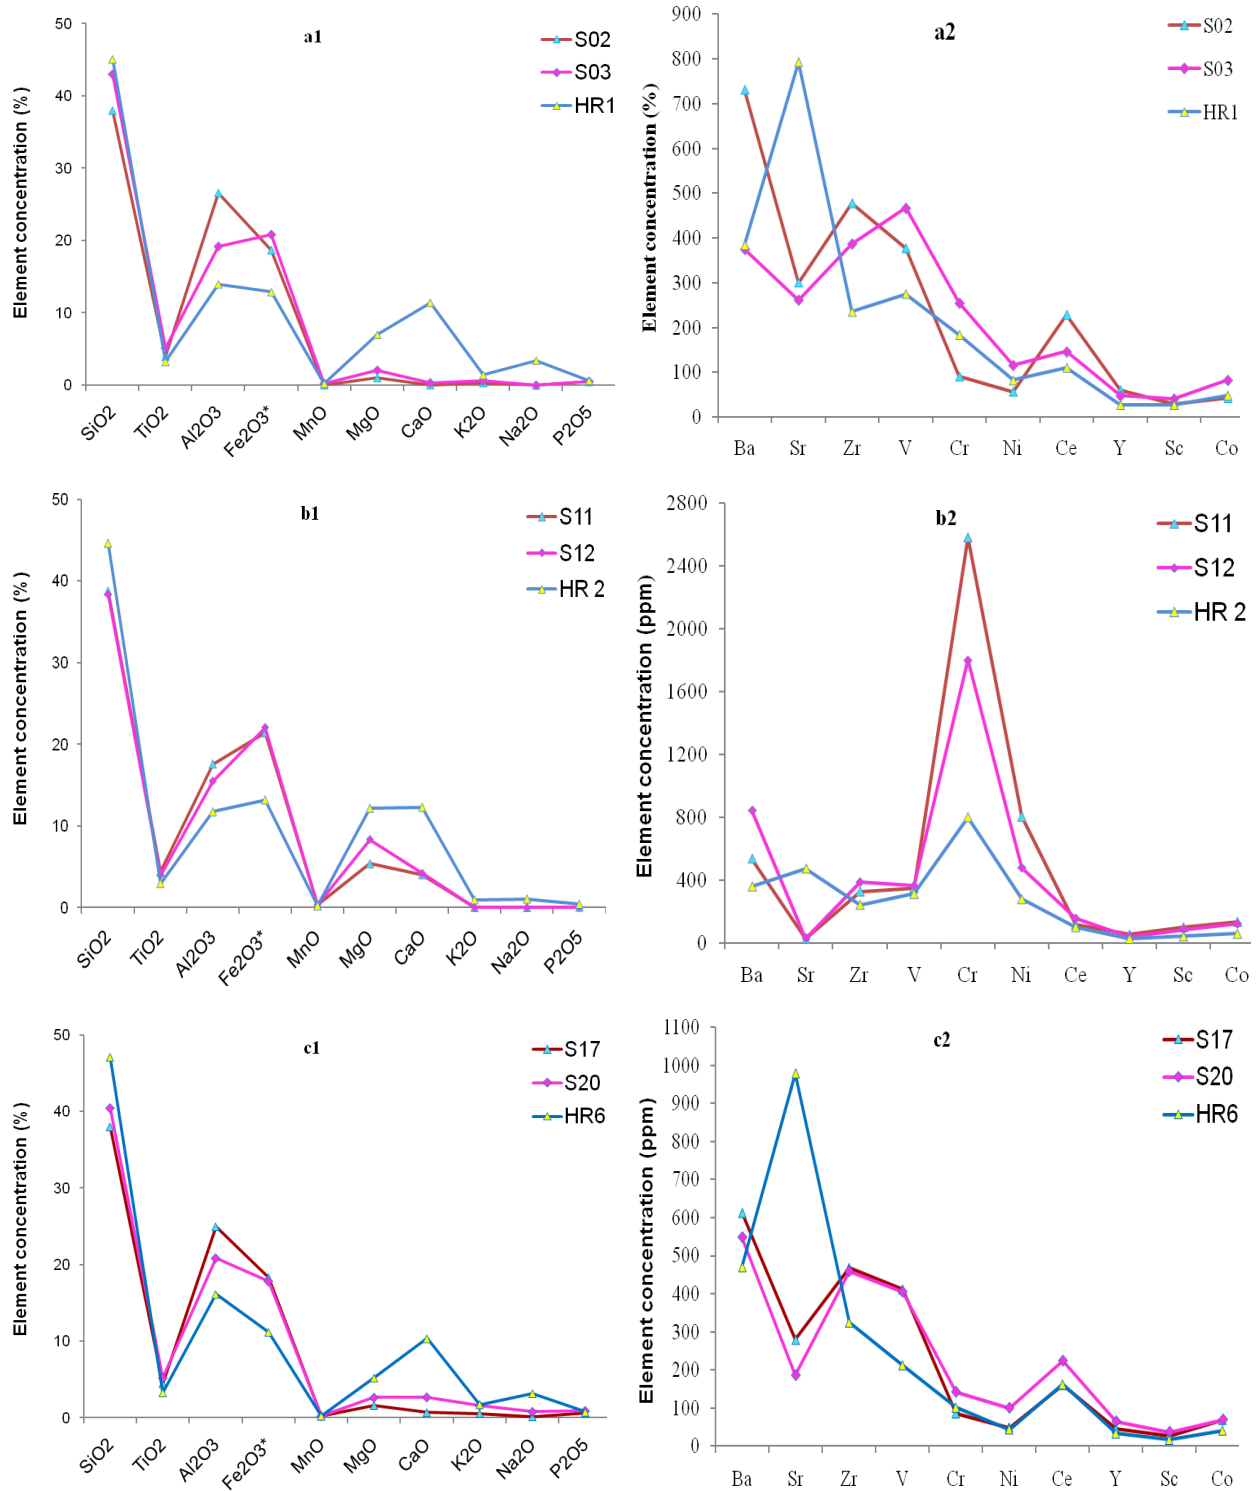 a1
S02
S03
HR1
Element concentration (%)
50
40
30
20
10
0
SiO2 TiO2 Al2O3 Fe2O3* MnO MgO CaO K2O Na2O P2O5
a2
S02
S03
HR1
Element concentration (%)
900
800
700
600
500
400
300
200
100
0
Ba Sr Zr V Cr Ni Ce Y Sc Co
b1
S11
S12
HR 2
Element concentration (%)
50
40
30
20
10
0
SiO2 TiO2 Al2O3 Fe2O3* MnO MgO CaO K2O Na2O P2O5
b2
S11
S12
HR 2
Element concentration (ppm)
2800
2400
2000
1600
1200
800
400
0
Ba Sr Zr V Cr Ni Ce Y Sc Co
c1
S17
S20
HR6
Element concentration (%)
50
40
30
20
10
0
SiO2 TiO2 Al2O3 Fe2O3* MnO MgO CaO K2O Na2O P2O5
c2
S17
S20
HR6
Element concentration (ppm)
1100
1000
900
800
700
600
500
400
300
200
100
0
Ba Sr Zr V Cr Ni Ce Y Sc Co